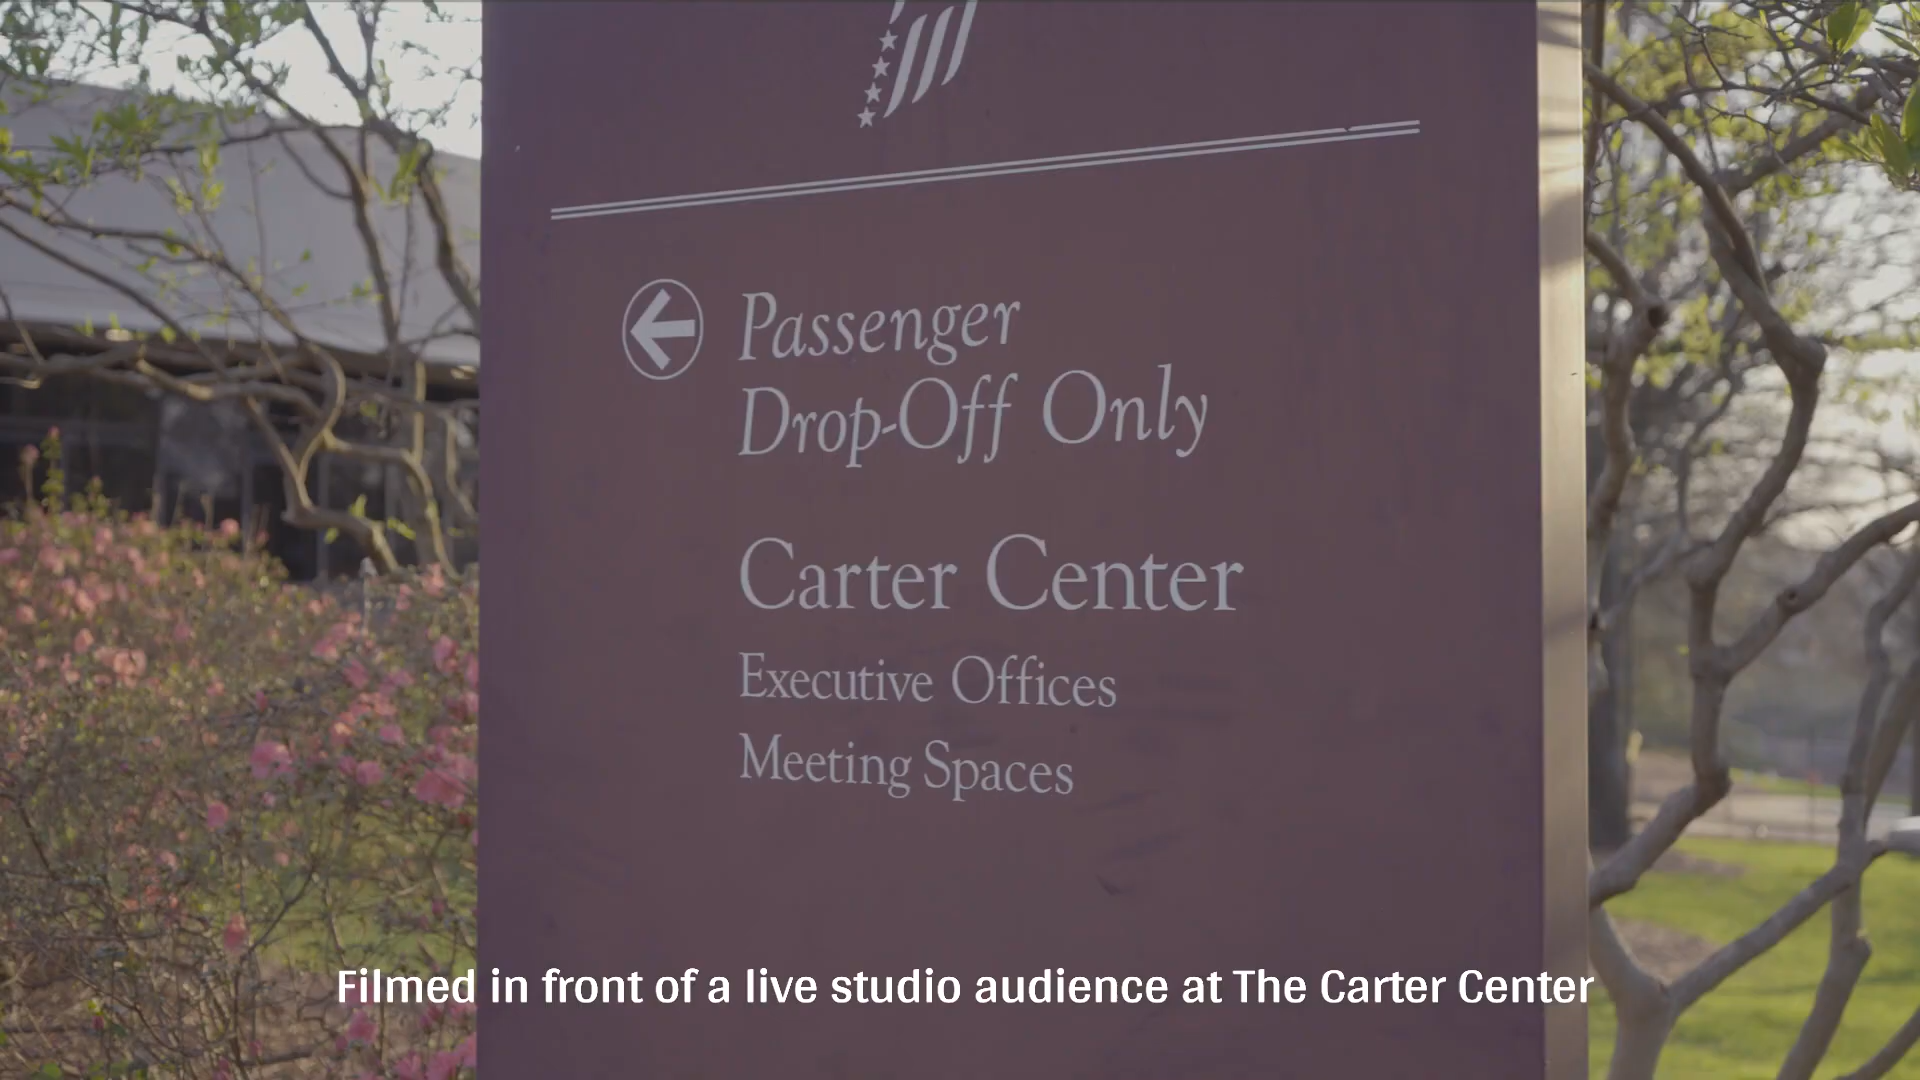 Passenger
Drop-Off Only
Carter Center
Executive Offices
Meeting Spaces
Filmed in front of a live studio audience at The Carter Center